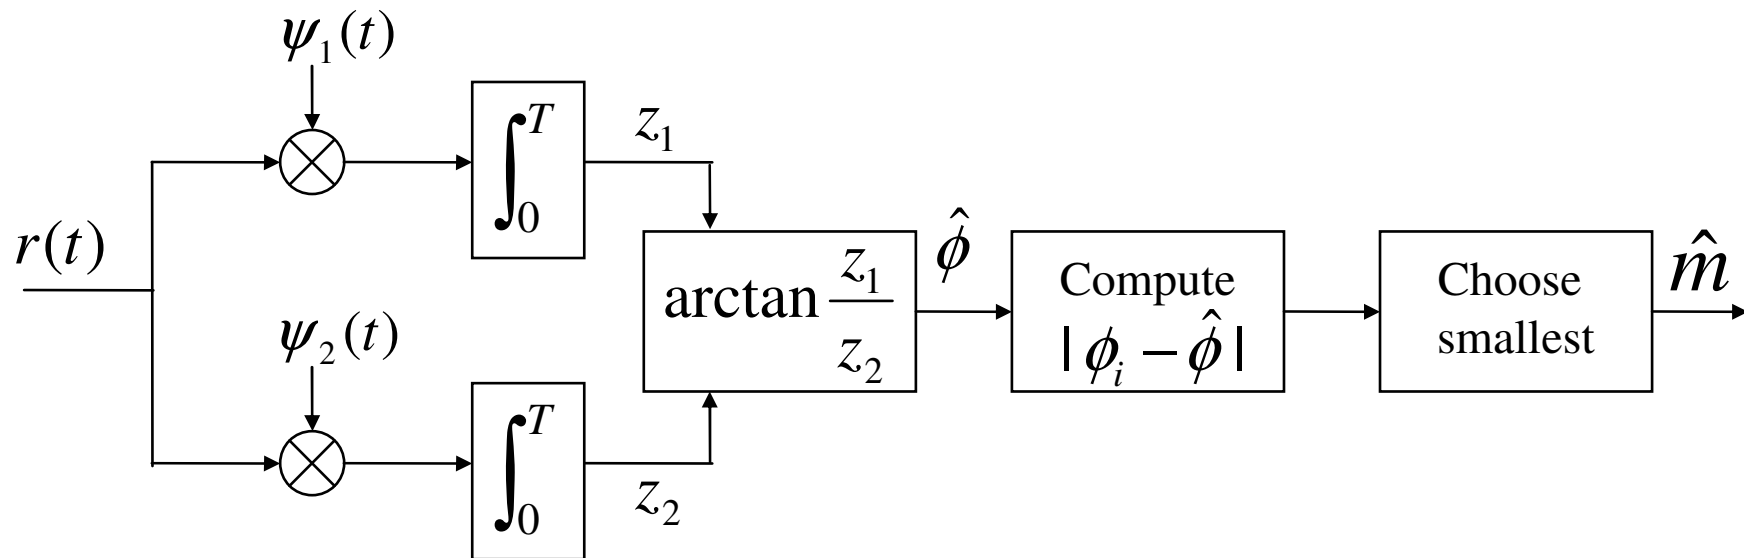 ψ₁(t)
∫₀ᵀ
z₁
r(t)
ψ₂(t)
∫₀ᵀ
z₂
arctan z₁/z₂
ϕ̂
Compute
| ϕᵢ − ϕ̂ |
Choose
smallest
m̂